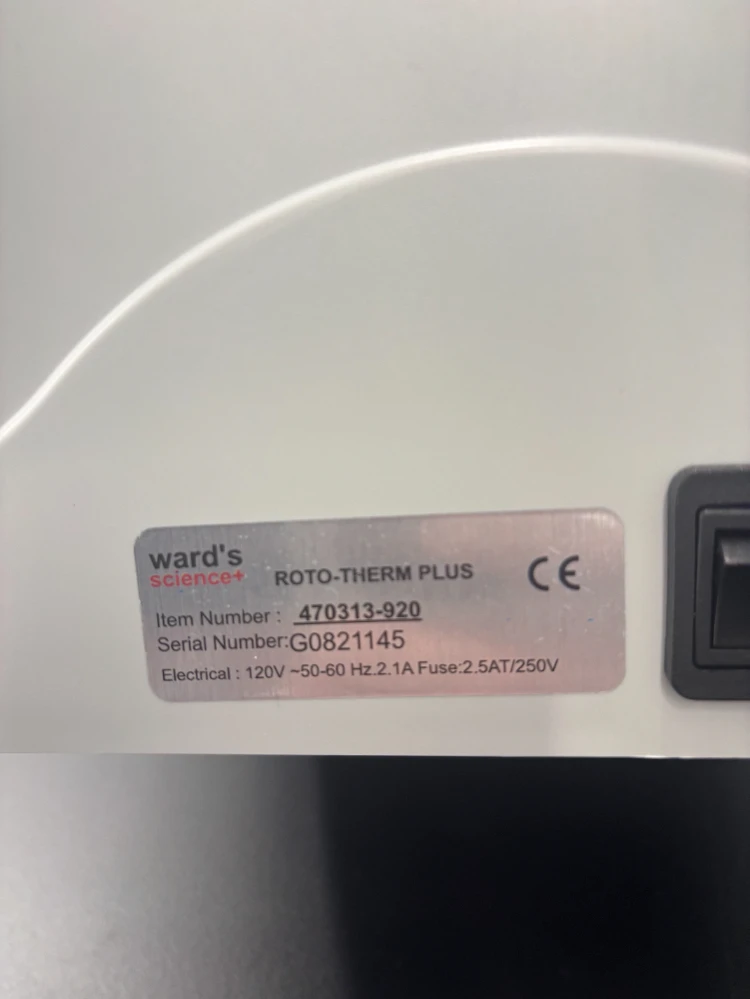 ward's
science+
ROTO-THERM PLUS
CE
Item Number : 470313-920
Serial Number:G0821145
Electrical : 120V ~50-60 Hz.2.1A Fuse:2.5AT/250V